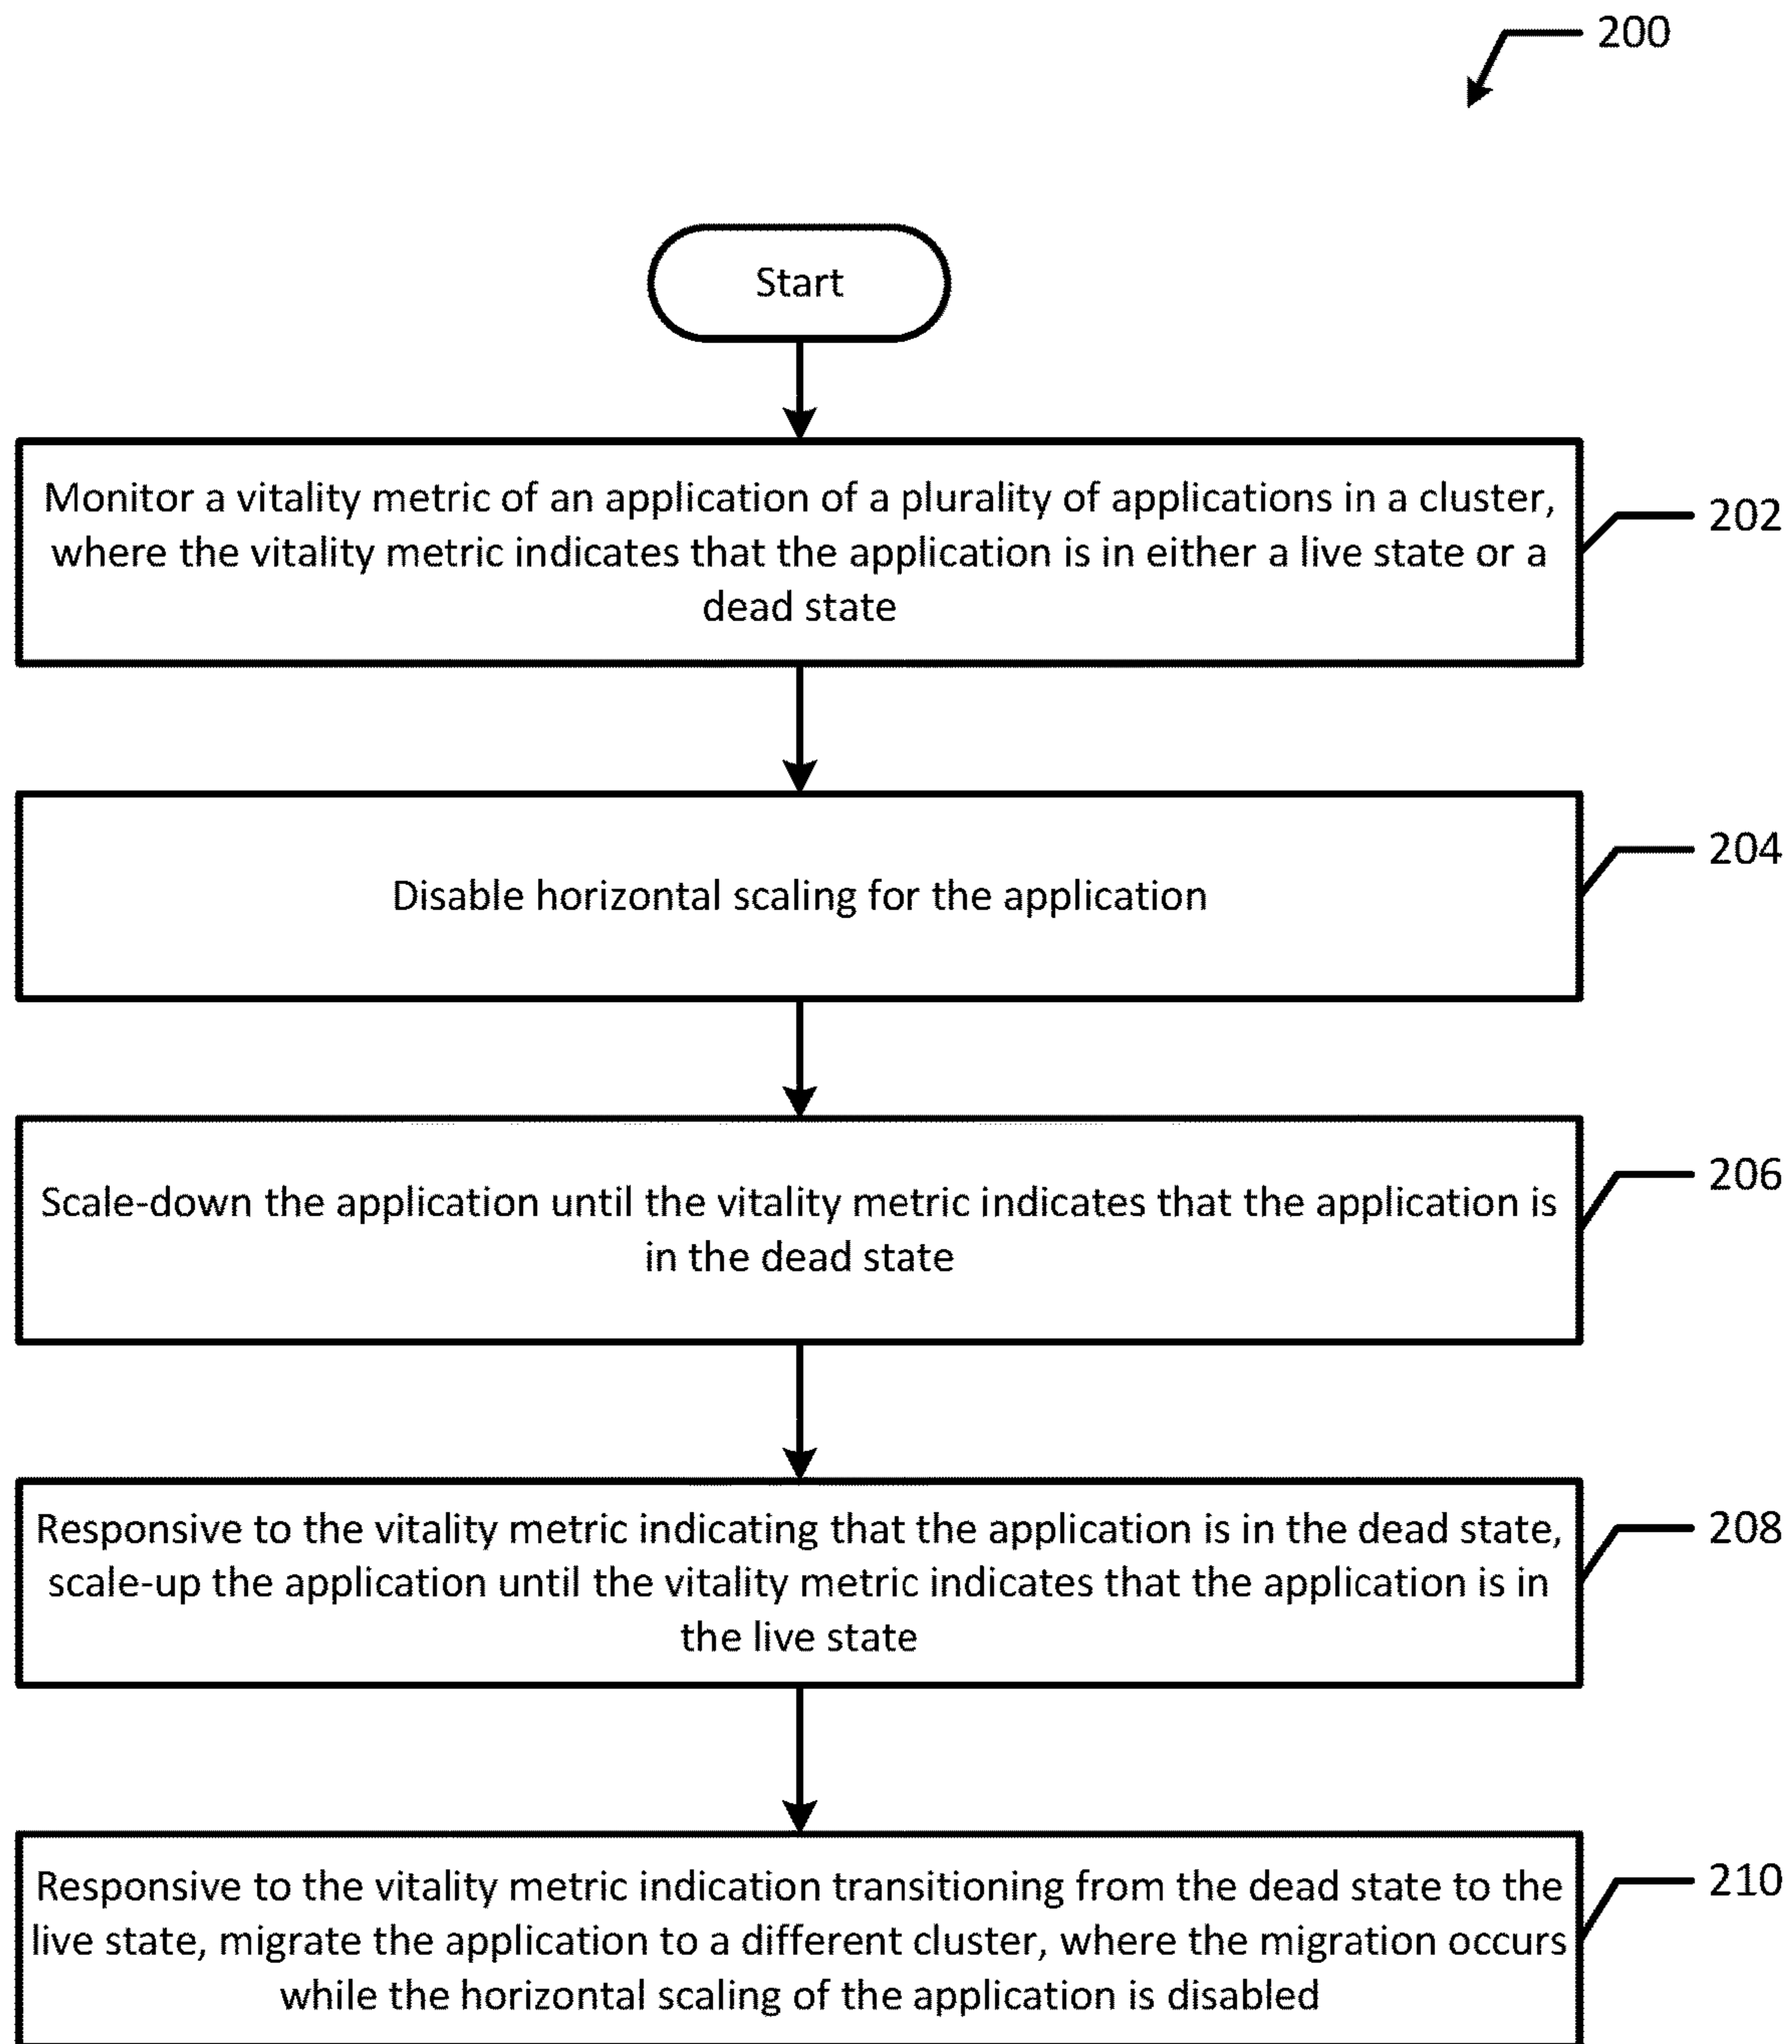 200
Start
Monitor a vitality metric of an application of a plurality of applications in a cluster,
where the vitality metric indicates that the application is in either a live state or a
dead state
202
Disable horizontal scaling for the application
204
Scale-down the application until the vitality metric indicates that the application is
in the dead state
206
Responsive to the vitality metric indicating that the application is in the dead state,
scale-up the application until the vitality metric indicates that the application is in
the live state
208
Responsive to the vitality metric indication transitioning from the dead state to the
live state, migrate the application to a different cluster, where the migration occurs
while the horizontal scaling of the application is disabled
210